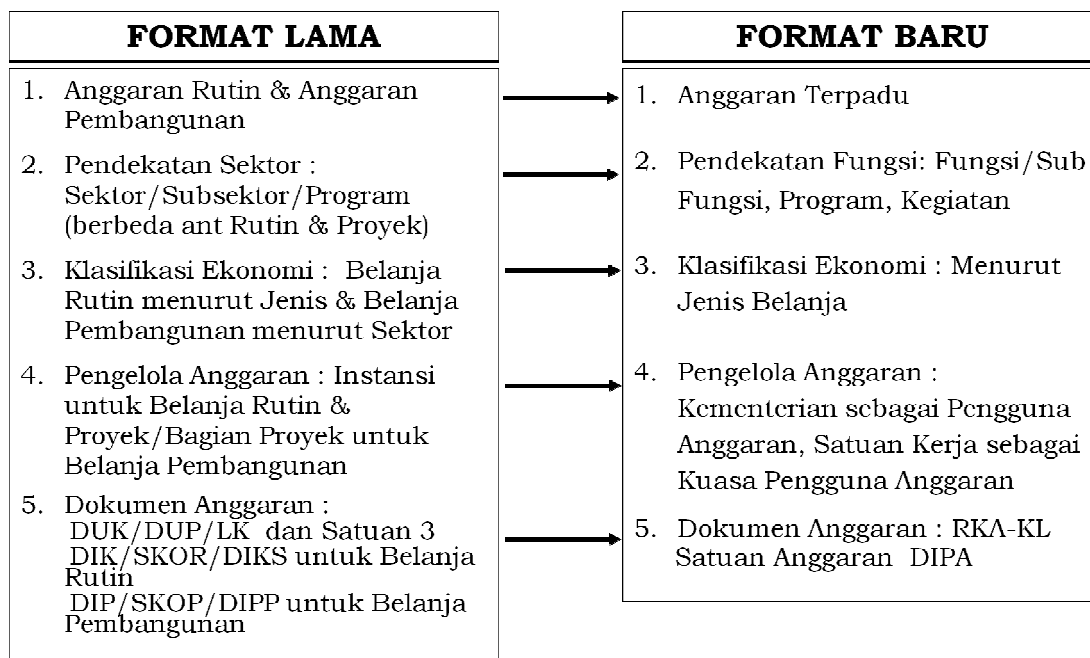 FORMAT LAMA
1. Anggaran Rutin & Anggaran
Pembangunan
2. Pendekatan Sektor :
Sektor/Subsektor/Program
(berbeda ant Rutin & Proyek)
3. Klasifikasi Ekonomi : Belanja
Rutin menurut Jenis & Belanja
Pembangunan menurut Sektor
4. Pengelola Anggaran : Instansi
untuk Belanja Rutin &
Proyek/Bagian Proyek untuk
Belanja Pembangunan
5. Dokumen Anggaran :
DUK/DUP/LK dan Satuan 3
DIK/SKOR/DIKS untuk Belanja
Rutin
DIP/SKOP/DIPP untuk Belanja
Pembangunan
FORMAT BARU
1. Anggaran Terpadu
2. Pendekatan Fungsi: Fungsi/Sub
Fungsi, Program, Kegiatan
3. Klasifikasi Ekonomi : Menurut
Jenis Belanja
4. Pengelola Anggaran :
Kementerian sebagai Pengguna
Anggaran, Satuan Kerja sebagai
Kuasa Pengguna Anggaran
5. Dokumen Anggaran : RKA-KL
Satuan Anggaran DIPA